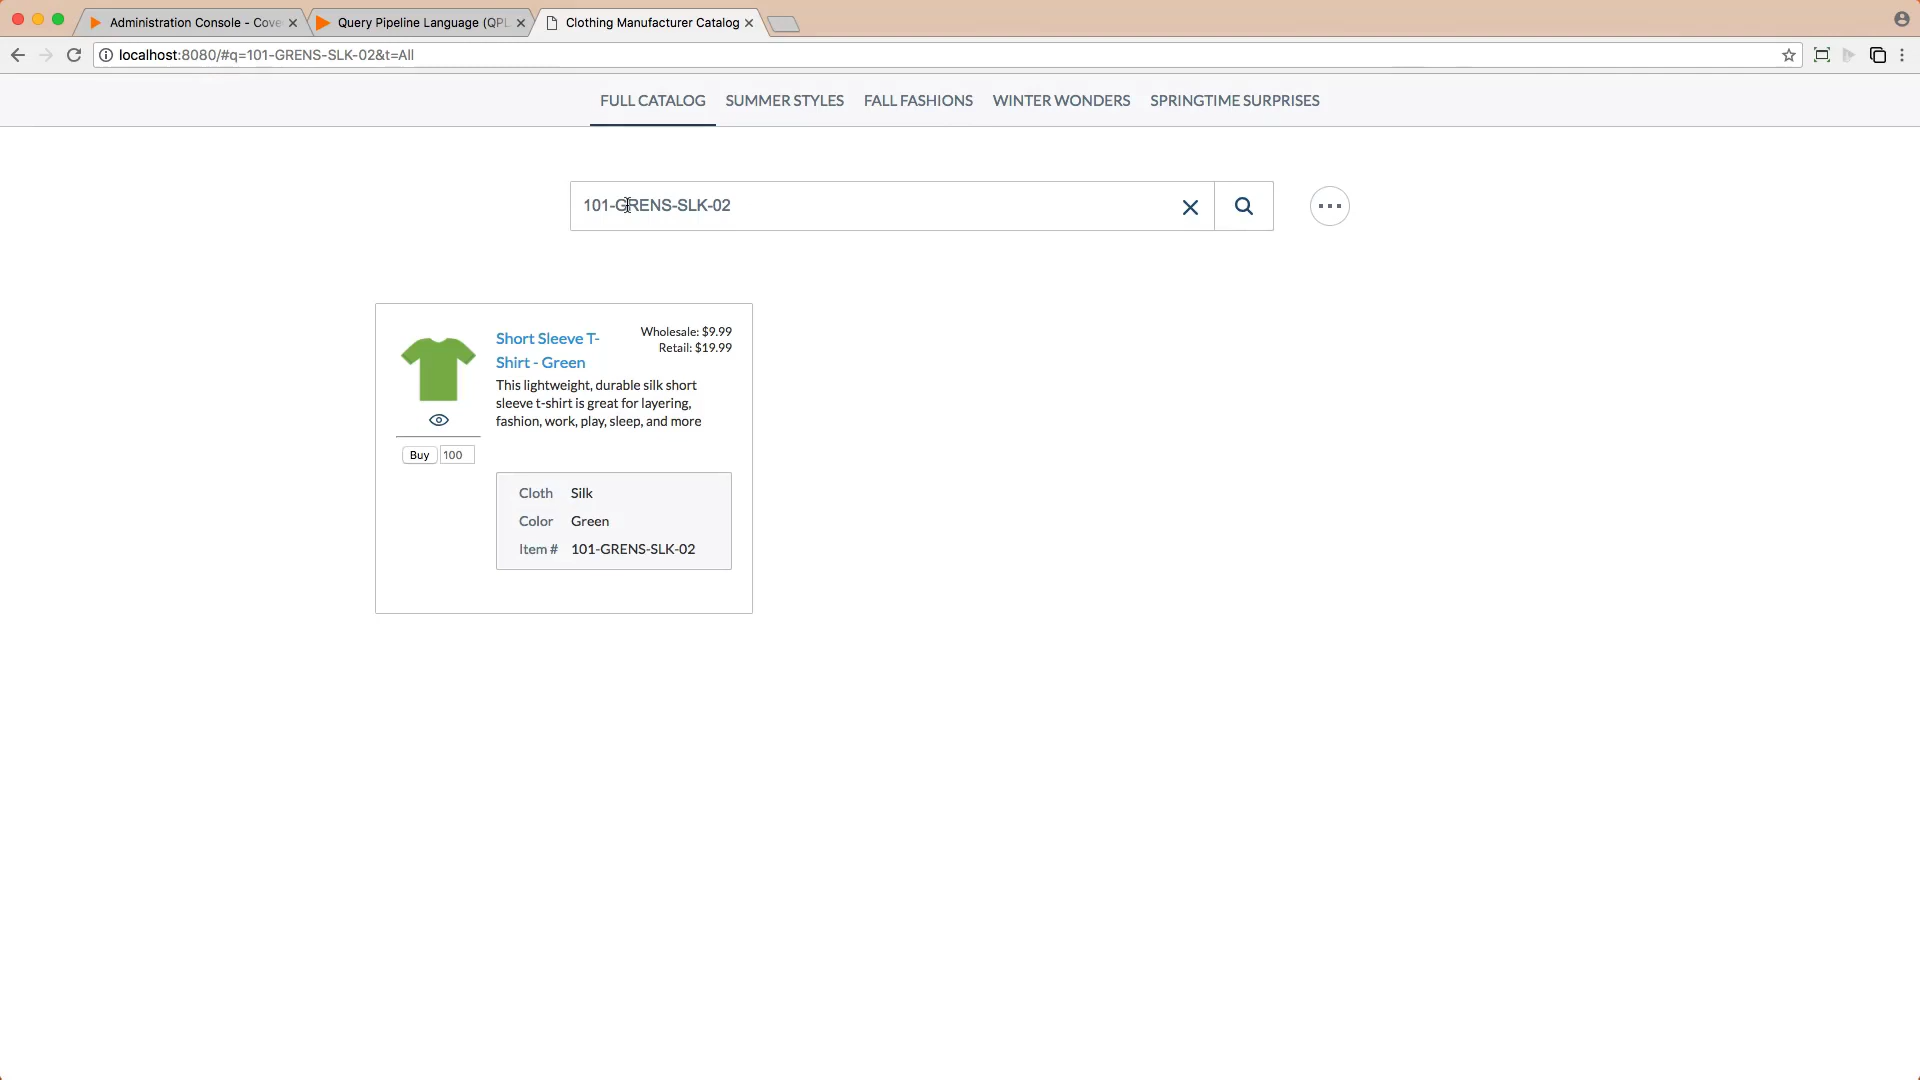 Administration Console - Cove
Query Pipeline Language (QPL
Clothing Manufacturer Catalog
localhost:8080/#q=101-GRENS-SLK-02&t=All
FULL CATALOG SUMMER STYLES FALL FASHIONS WINTER WONDERS SPRINGTIME SURPRISES
101-GRENS-SLK-02
Short Sleeve T-
Shirt - Green
Wholesale: $9.99
Retail: $19.99
This lightweight, durable silk short
sleeve t-shirt is great for layering,
fashion, work, play, sleep, and more
Buy 100
Cloth Silk
Color Green
Item # 101-GRENS-SLK-02